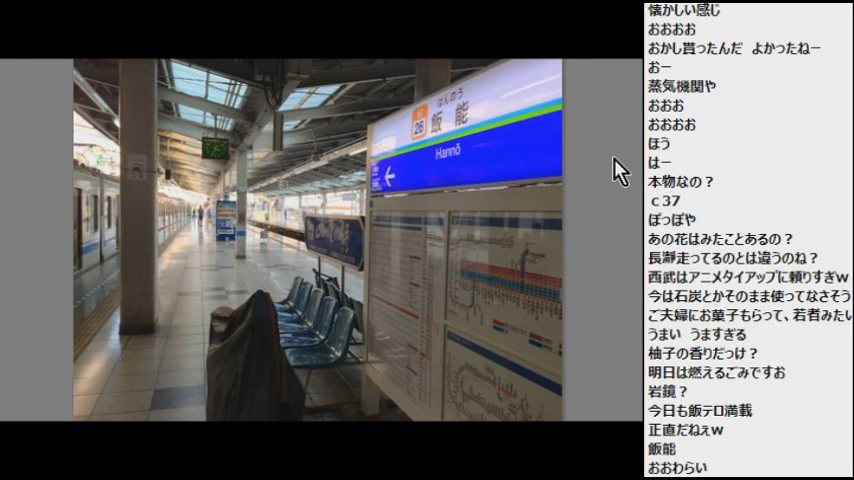 はんのう
26
飯能
Hannō
懐かしい感じ
おおおお
おかし貰ったんだ よかったねー
おー
蒸気機関や
おおお
おおおお
ほう
はー
本物なの？
ｃ37
ぽっぽや
あの花はみたことあるの？
長瀞走ってるのとは違うのね？
西武はアニメタイアップに頼りすぎｗ
今は石炭とかそのまま使ってなさそう
ご夫婦にお菓子もらって、若者みたい
うまい うますぎる
柚子の香りだっけ？
明日は燃えるごみですお
岩鏡？
今日も飯テロ満載
正直だねぇｗ
飯能
おおわらい